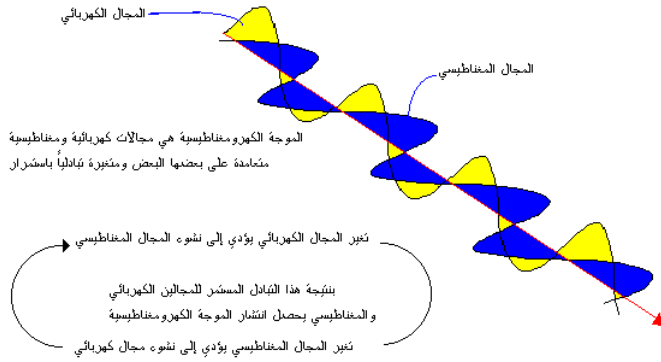 المجال الكهربائي
المجال المغناطيسي
الموجة الكهرومغناطيسية هي مجالات كهربائية ومغناطيسية
متعامدة على بعضها البعض ومتغيرة تبادلياً باستمرار
تغير المجال الكهربائي يؤدي إلى نشوء المجال المغناطيسي
بنتيجة هذا التبادل المستمر للمجالين الكهربائي
والمغناطيسي يحصل انتشار الموجة الكهرومغناطيسية
تغير المجال المغناطيسي يؤدي إلى نشوء مجال كهربائي